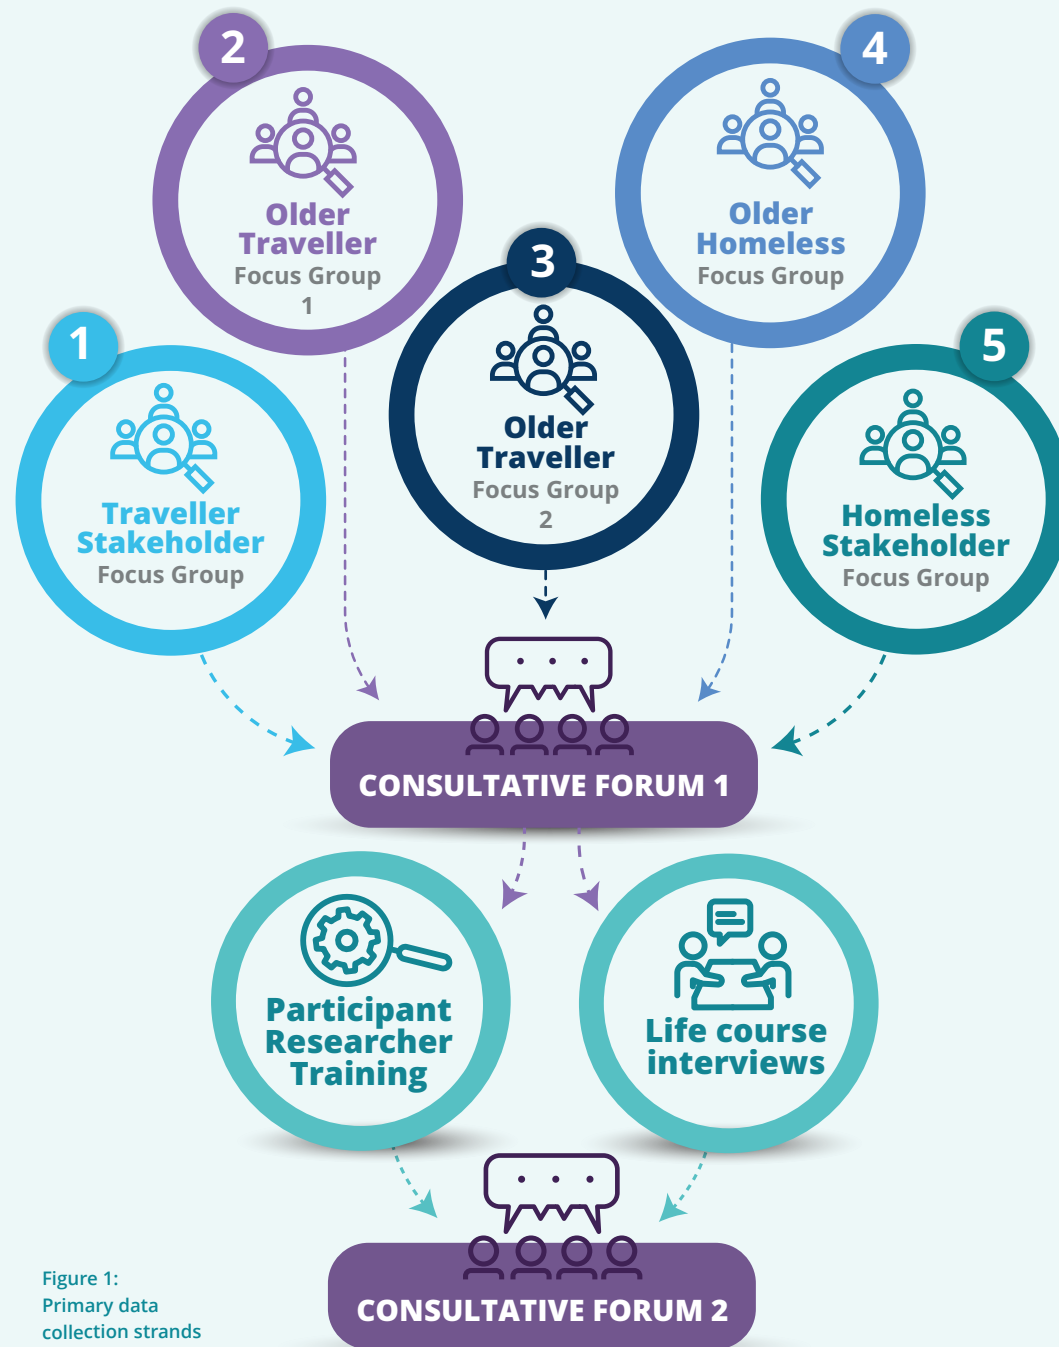 2
Older
Traveller
Focus Group
1
4
Older
Homeless
Focus Group
3
Older
Traveller
Focus Group
2
1
Traveller
Stakeholder
Focus Group
5
Homeless
Stakeholder
Focus Group
CONSULTATIVE FORUM 1
Participant
Researcher
Training
Life course
interviews
CONSULTATIVE FORUM 2
Figure 1:
Primary data
collection strands